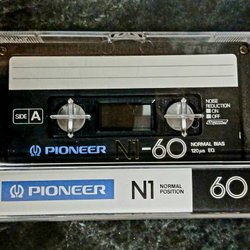 SIDE A
NOISE
REDUCTION
ON
OFF
PIONEER N1-60 NORMAL BIAS
120μs EQ
PIONEER N1 NORMAL
POSITION 60